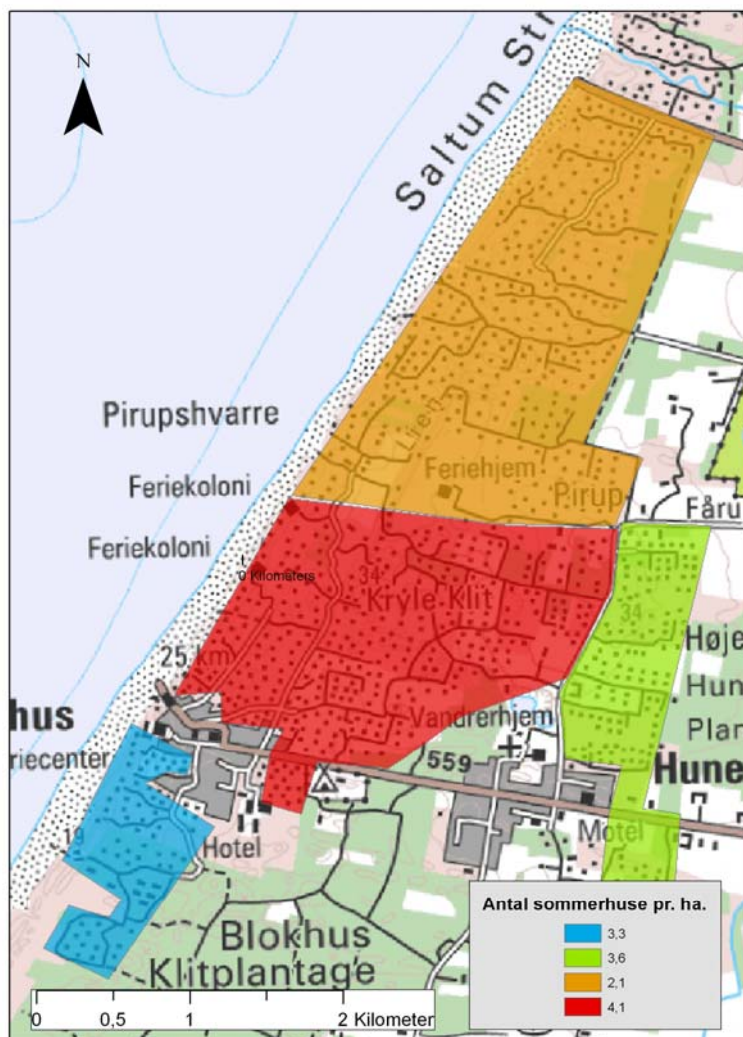 N
Saltum Str
Pirupshvarre
Liren
Feriehjem
Pirup
Feriekoloni
Fåru
Feriekoloni
0 Kilometers
34
Kryle Klit
34
Høje
25 km
Hun
hus
Vandrerhjem
Plan
riecenter
559
Hune
19
Hotel
Motel
Blokhus
Klitplantage
Antal sommerhuse pr. ha.
3,3
3,6
2,1
4,1
0 0,5 1 2 Kilometer